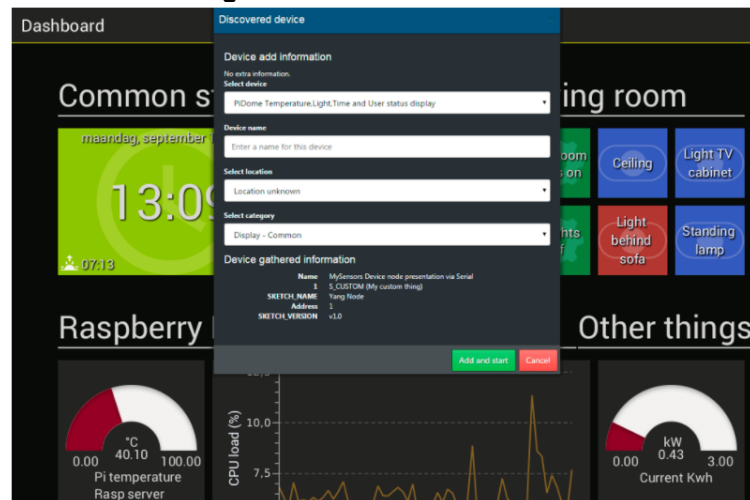 Dashboard
Discovered device
Device add information
No extra information.
Select device
PiDome Temperature,Light,Time and User status display
Device name
Enter a name for this device
Select location
Location unknown
Select category
Display - Common
Device gathered information
Name MySensors Device node presentation via Serial
1 S_CUSTOM (My custom thing)
SKETCH_NAME Yang Node
Address 1
SKETCH_VERSION v1.0
Add and start Cancel
Common s
ing room
maandag, september 1
13:09
07:13
oom
s on
Ceiling
Light TV
cabinet
hts
f
Light
behind
sofa
Standing
lamp
Raspberry
Other things
°C
40.10
0.00 100.00
Pi temperature
Rasp server
CPU load (%)
12,5
10,0
7,5
kW
0.43
0.00 3.00
Current Kwh